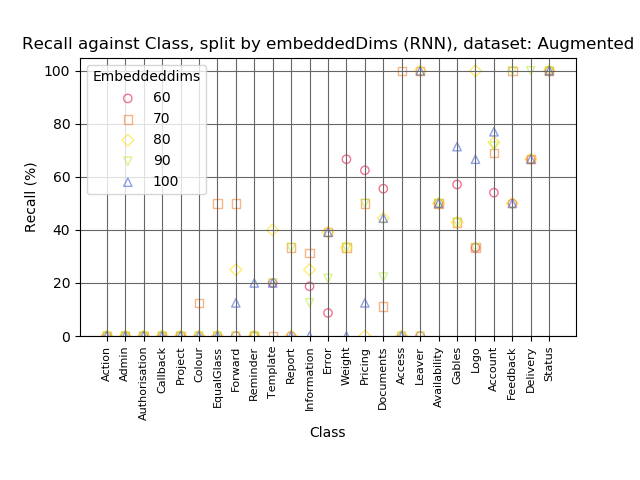 Recall against Class, split by embeddedDims (RNN), dataset: Augmented
Embeddeddims
60
70
80
90
100
Recall (%)
100
80
60
40
20
0
Action
Admin
Authorisation
Callback
Project
Colour
EqualGlass
Forward
Reminder
Template
Report
Information
Error
Weight
Pricing
Documents
Access
Leaver
Availability
Gables
Logo
Account
Feedback
Delivery
Status
Class